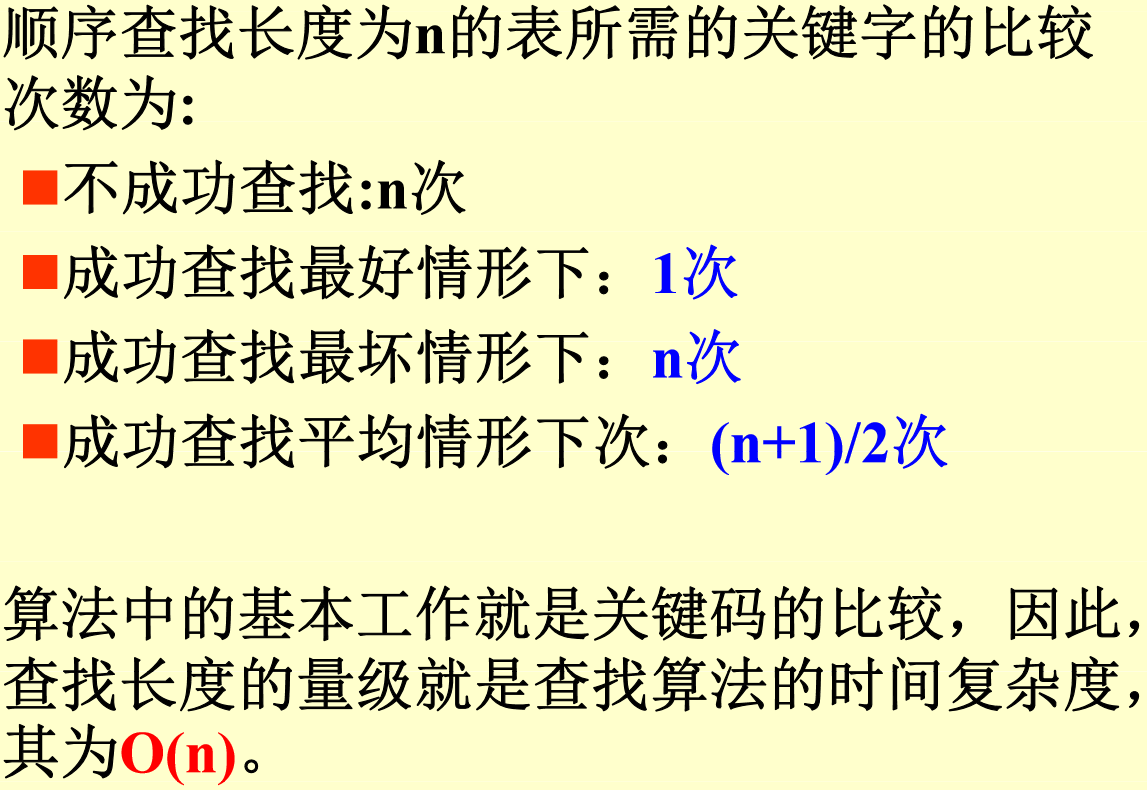 顺序查找长度为n的表所需的关键字的比较
次数为:
■不成功查找:n次
■成功查找最好情形下：1次
■成功查找最坏情形下：n次
■成功查找平均情形下次：(n+1)/2次
算法中的基本工作就是关键码的比较，因此，
查找长度的量级就是查找算法的时间复杂度，
其为O(n)。